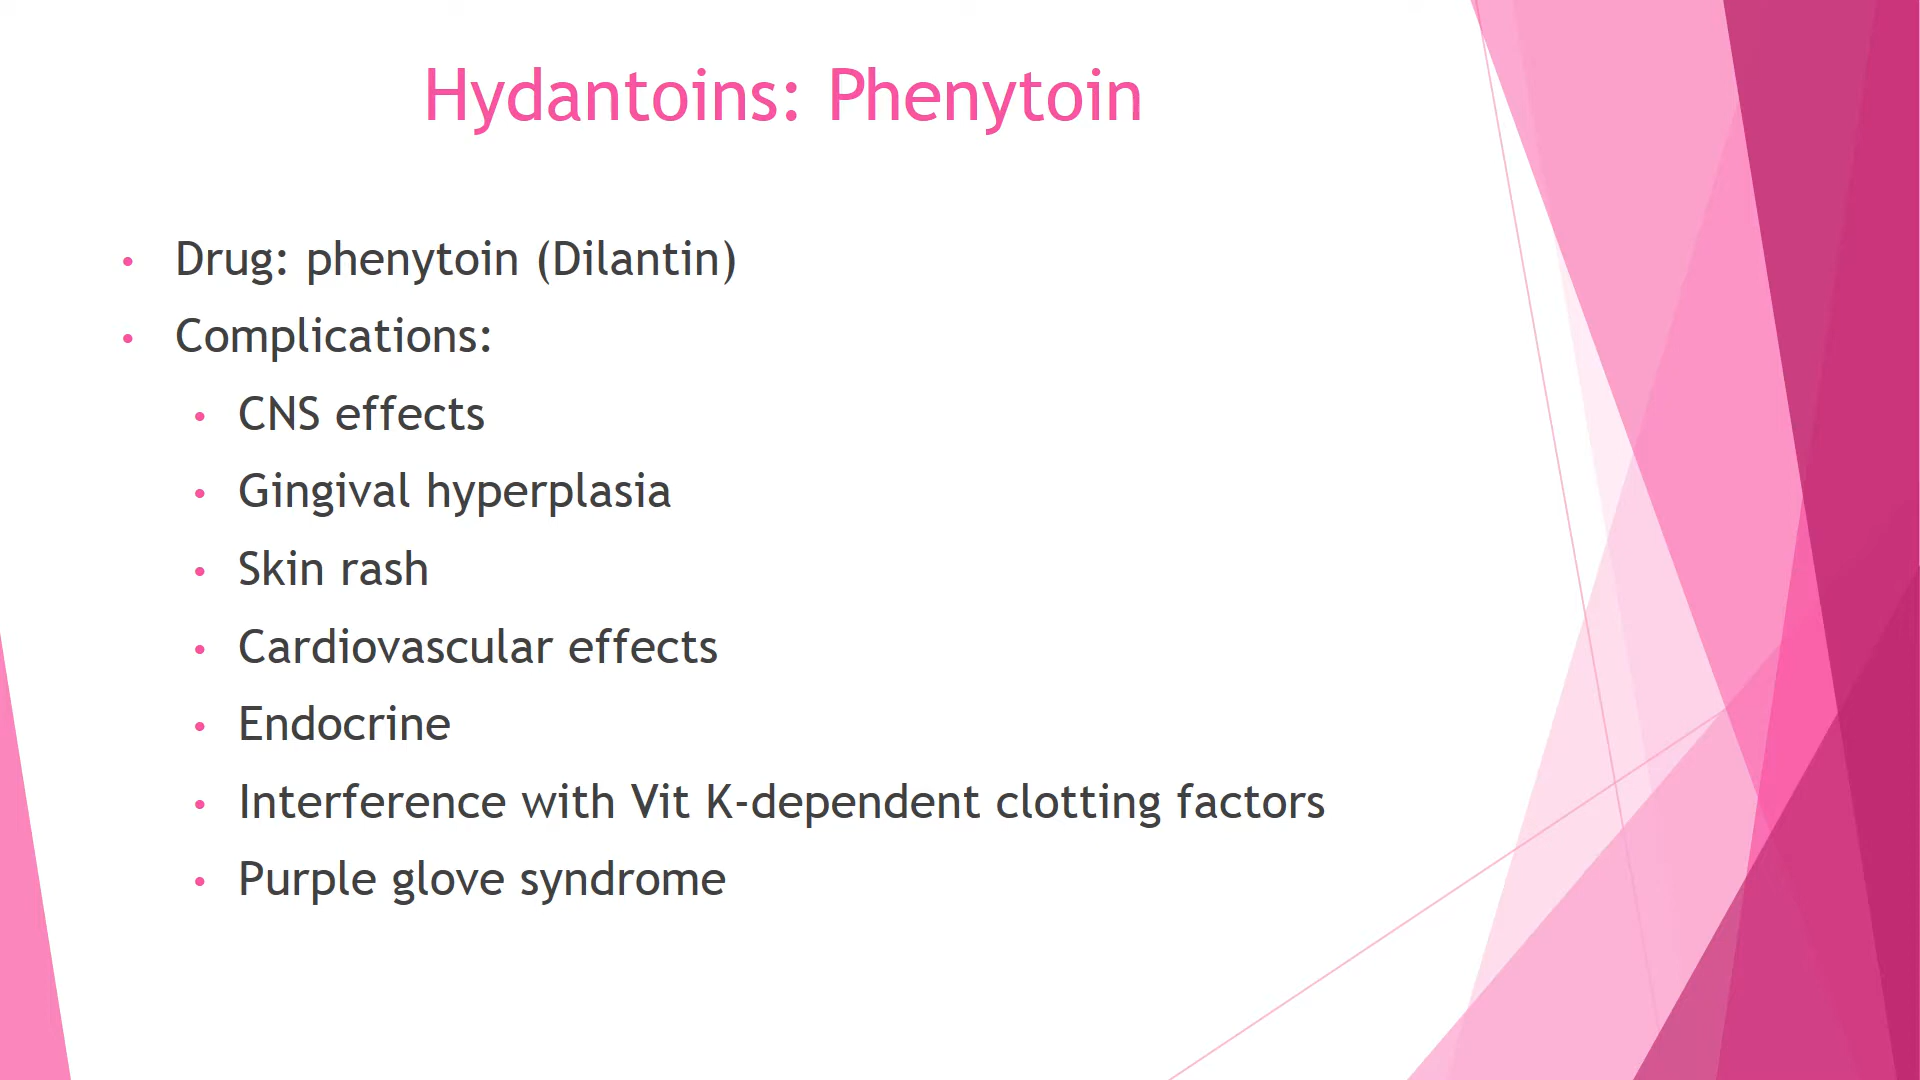 Hydantoins: Phenytoin
• Drug: phenytoin (Dilantin)
• Complications:
• CNS effects
• Gingival hyperplasia
• Skin rash
• Cardiovascular effects
• Endocrine
• Interference with Vit K-dependent clotting factors
• Purple glove syndrome